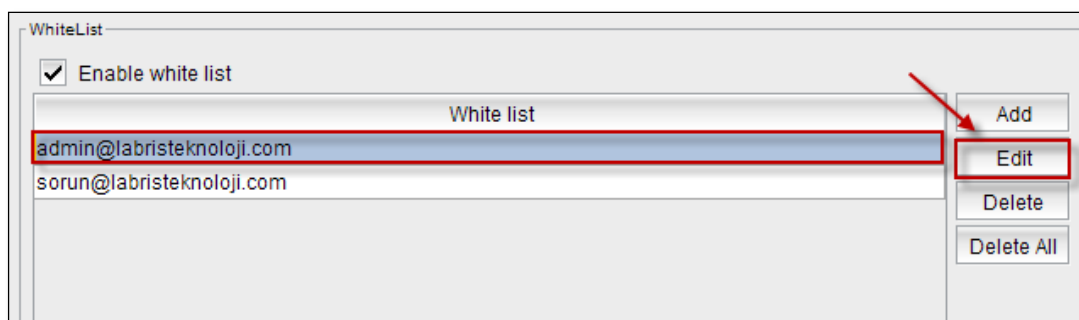 WhiteList
Enable white list
White list
admin@labristeknoloji.com
sorun@labristeknoloji.com
Add
Edit
Delete
Delete All